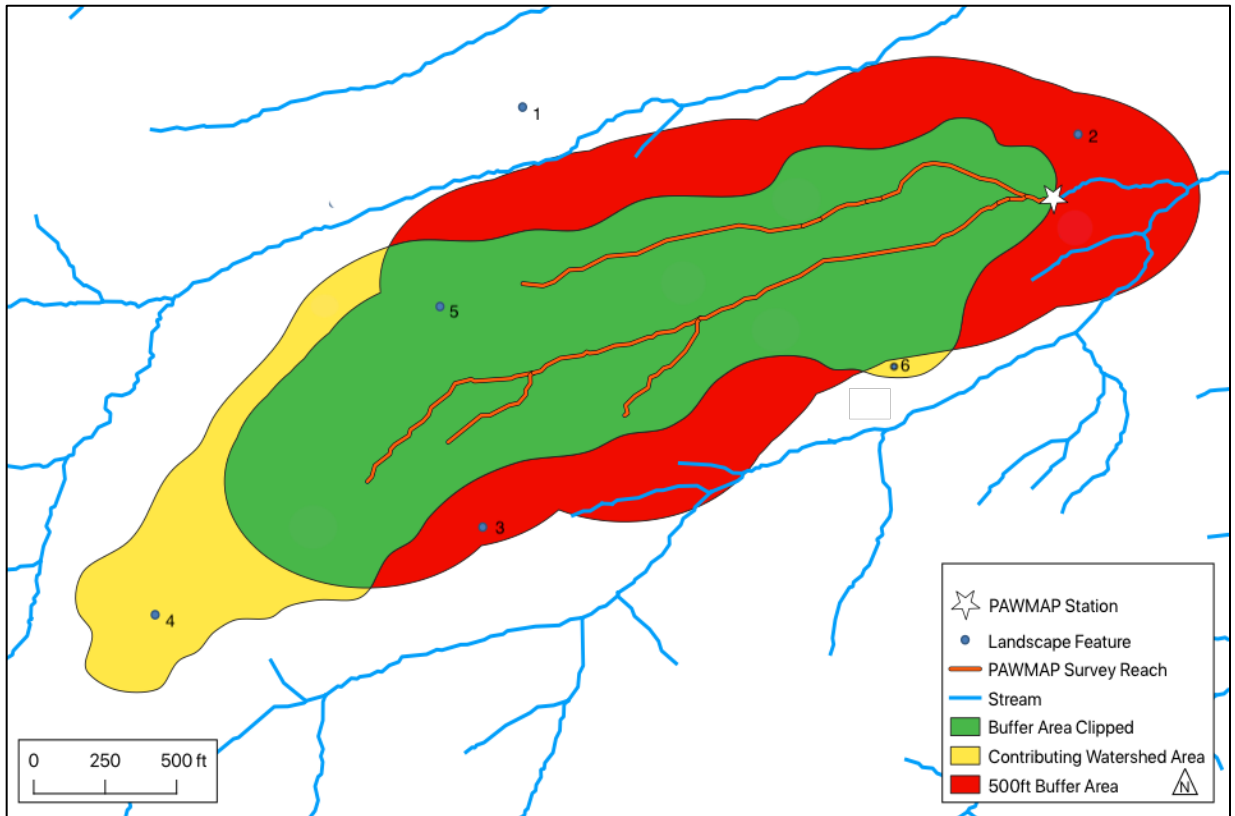 1
2
5
6
3
4
PAWMAP Station
Landscape Feature
PAWMAP Survey Reach
Stream
Buffer Area Clipped
Contributing Watershed Area
500ft Buffer Area
N
0 250 500 ft